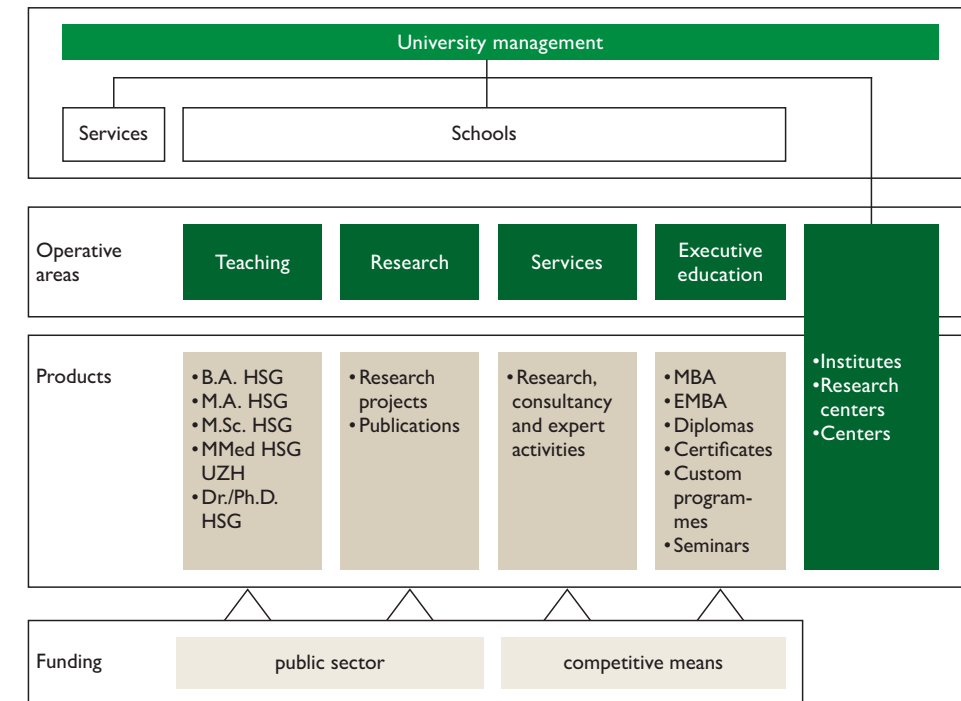 University management
Services
Schools
Operative
areas
Teaching
Research
Services
Executive
education
Products
•B.A. HSG
•M.A. HSG
•M.Sc. HSG
•MMed HSG
UZH
•Dr./Ph.D.
HSG
•Research
projects
•Publications
•Research,
consultancy
and expert
activities
•MBA
•EMBA
•Diplomas
•Certificates
•Custom
program-
mes
•Seminars
•Institutes
•Research
centers
•Centers
Funding
public sector
competitive means